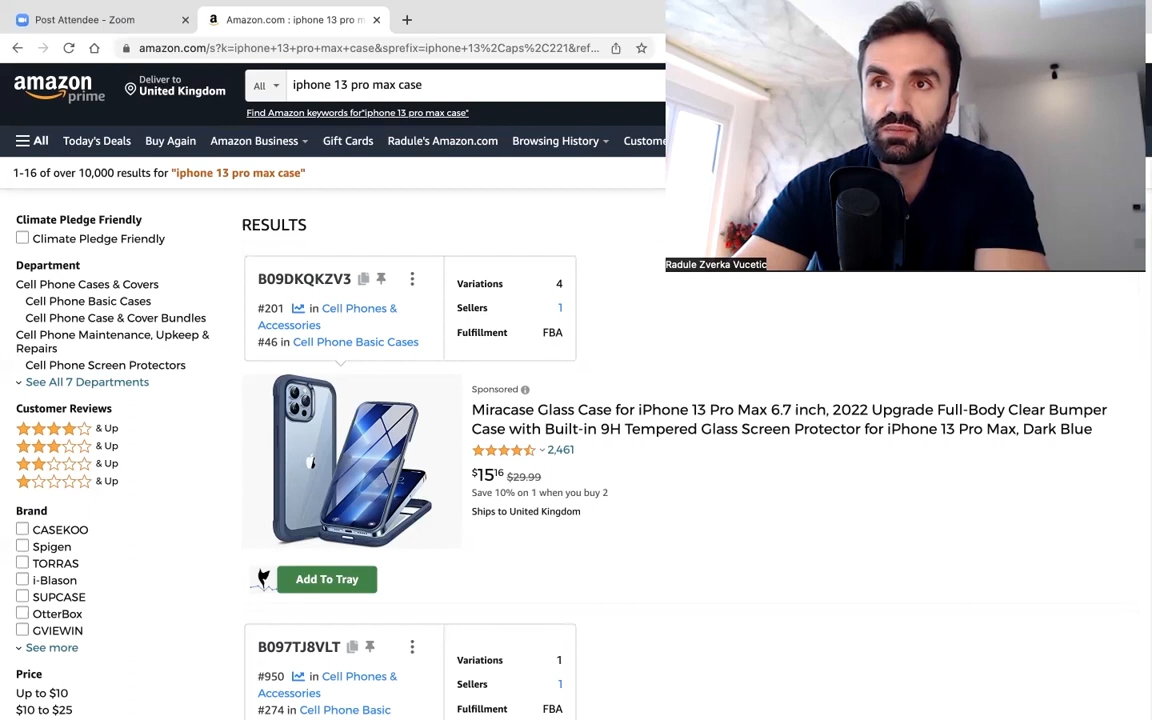 Post Attendee - Zoom
Amazon.com : iphone 13 pro m
amazon.com/s?k=iphone+13+pro+max+case&sprefix=iphone+13%2Caps%2C221&ref...
amazon
prime
Deliver to
United Kingdom
All
iphone 13 pro max case
Find Amazon keywords for"iphone 13 pro max case"
All Today's Deals Buy Again Amazon Business Gift Cards Radule's Amazon.com Browsing History Custome
1-16 of over 10,000 results for "iphone 13 pro max case"
Radule Zverka Vucetic
Climate Pledge Friendly
Climate Pledge Friendly
Department
Cell Phone Cases & Covers
Cell Phone Basic Cases
Cell Phone Case & Cover Bundles
Cell Phone Maintenance, Upkeep &
Repairs
Cell Phone Screen Protectors
See All 7 Departments
Customer Reviews
& Up
& Up
& Up
& Up
Brand
CASEKOO
Spigen
TORRAS
i-Blason
SUPCASE
OtterBox
GVIEWIN
See more
Price
Up to $10
$10 to $25
RESULTS
B09DKQKZV3
#201 in Cell Phones &
Accessories
#46 in Cell Phone Basic Cases
Variations 4
Sellers 1
Fulfillment FBA
Sponsored
Miracase Glass Case for iPhone 13 Pro Max 6.7 inch, 2022 Upgrade Full-Body Clear Bumper
Case with Built-in 9H Tempered Glass Screen Protector for iPhone 13 Pro Max, Dark Blue
2,461
$1516 $29.99
Save 10% on 1 when you buy 2
Ships to United Kingdom
Add To Tray
B097TJ8VLT
#950 in Cell Phones &
Accessories
#274 in Cell Phone Basic
Variations 1
Sellers 1
Fulfillment FBA